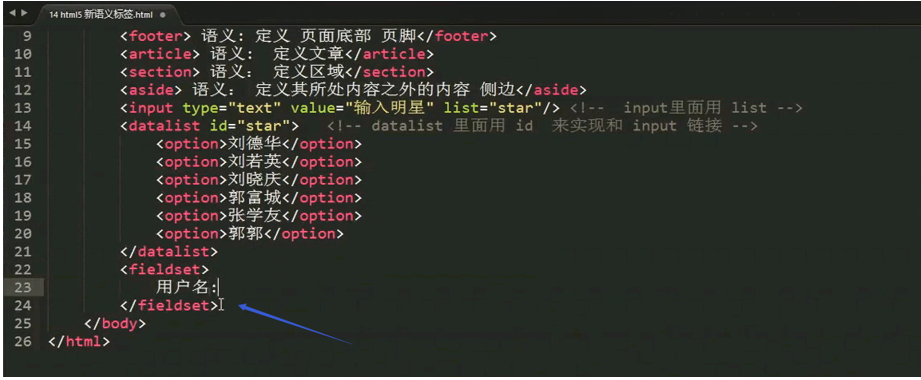 14 html5 新语义标签.html
9 <footer> 语义: 定义 页面底部 页脚</footer>
10 <article> 语义: 定义文章</article>
11 <section> 语义: 定义区域</section>
12 <aside> 语义: 定义其所处内容之外的内容 侧边</aside>
13 <input type="text" value="输入明星" list="star"/> <!-- input里面用 list -->
14 <datalist id="star"> <!-- datalist 里面用 id 来实现和 input 链接 -->
15 <option>刘德华</option>
16 <option>刘若英</option>
17 <option>刘晓庆</option>
18 <option>郭富城</option>
19 <option>张学友</option>
20 <option>郭郭</option>
21 </datalist>
22 <fieldset>
23 用户名:
24 </fieldset>
25 </body>
26 </html>